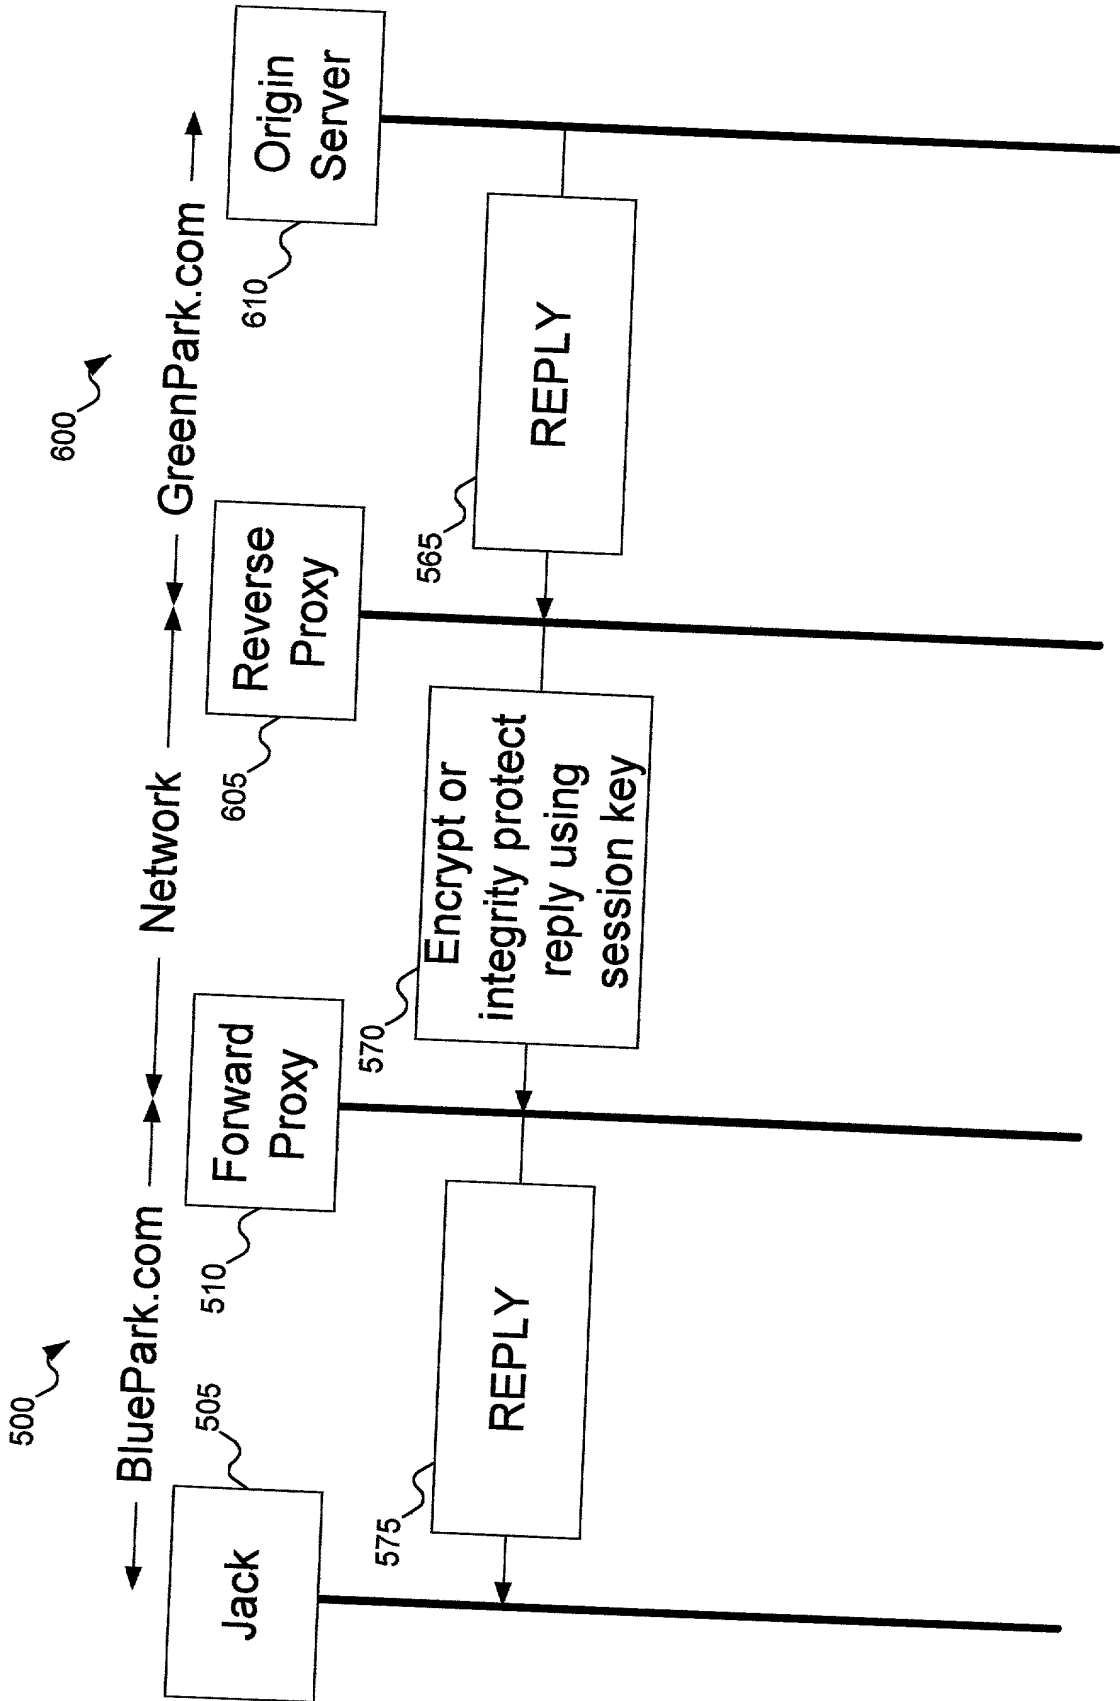 500
600
BluePark.com
Network
GreenPark.com
505
Jack
510
Forward
Proxy
605
Reverse
Proxy
610
Origin
Server
575
REPLY
570
Encrypt or
integrity protect
reply using
session key
565
REPLY